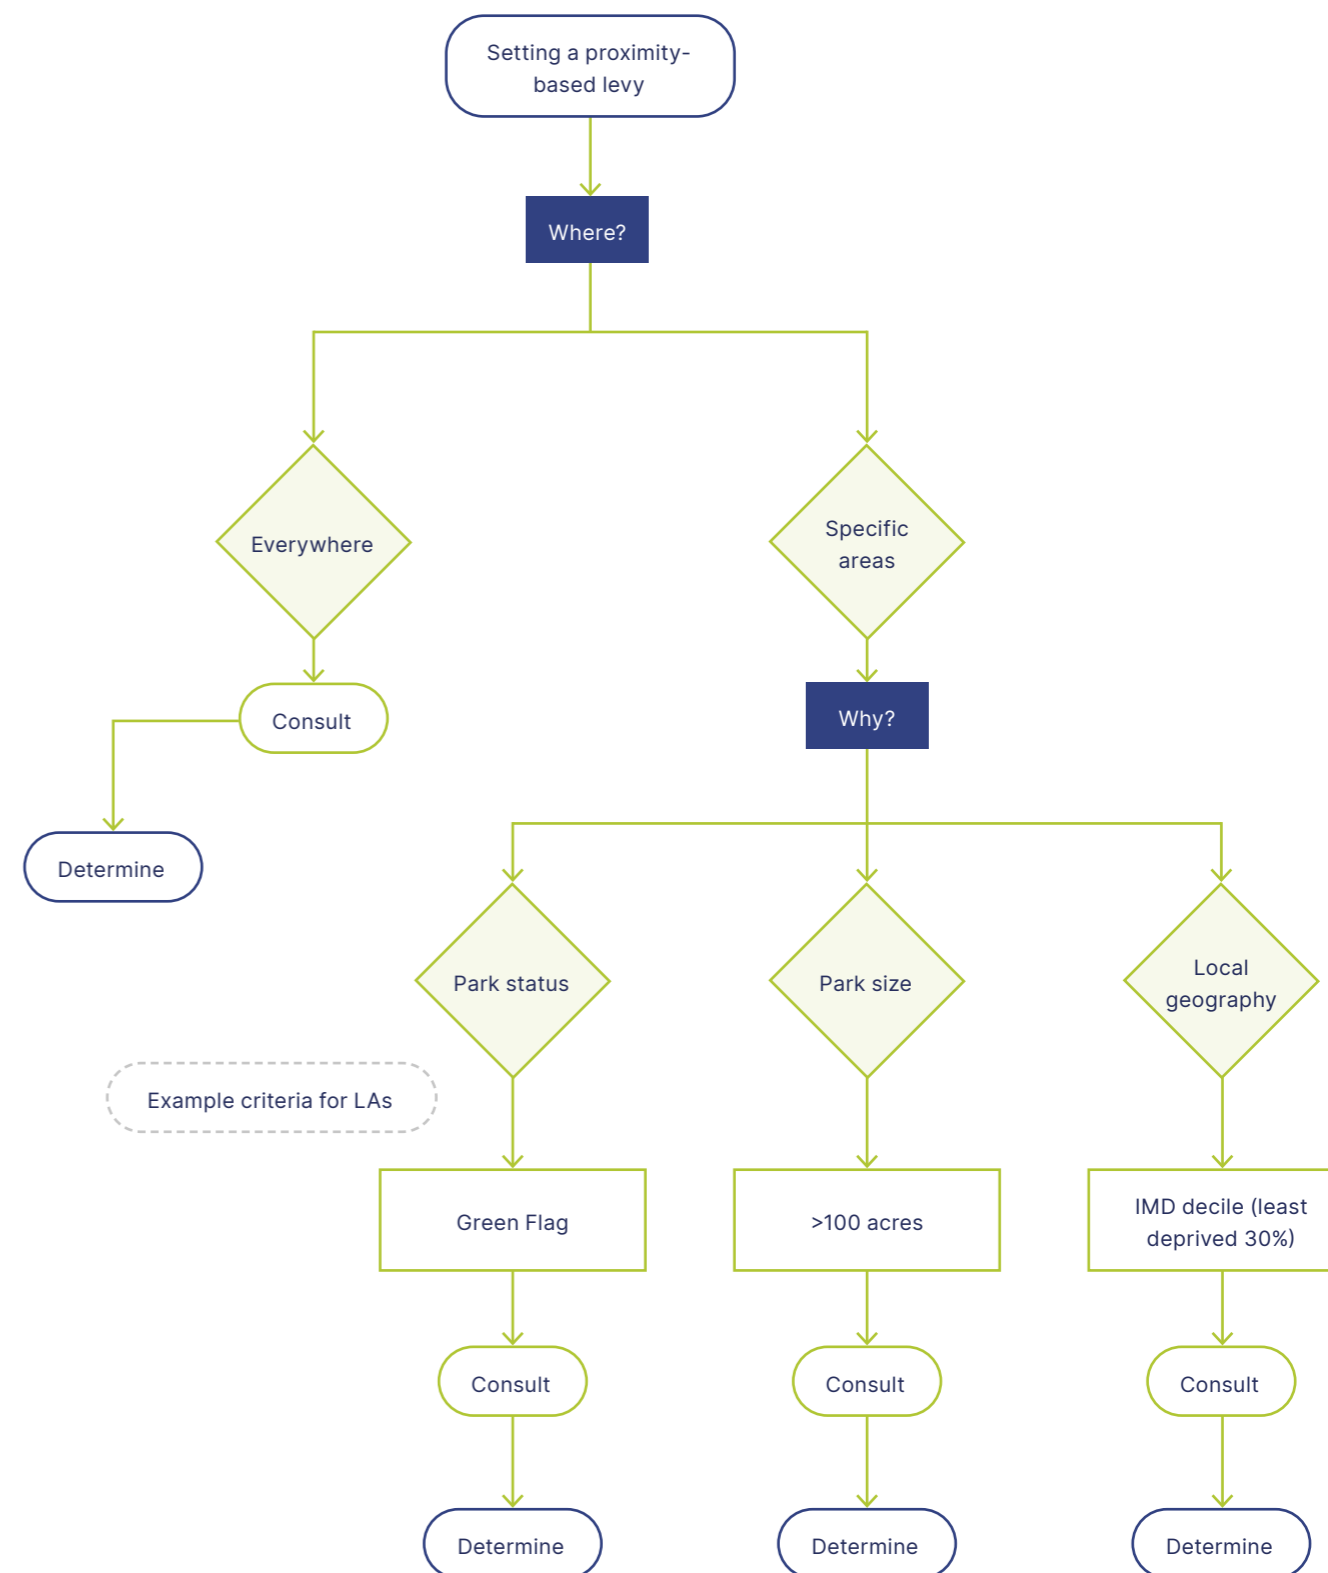 Setting a proximity-
based levy
Where?
Everywhere
Specific
areas
Consult
Why?
Determine
Park status
Park size
Local
geography
Example criteria for LAs
Green Flag
>100 acres
IMD decile (least
deprived 30%)
Consult
Consult
Consult
Determine
Determine
Determine